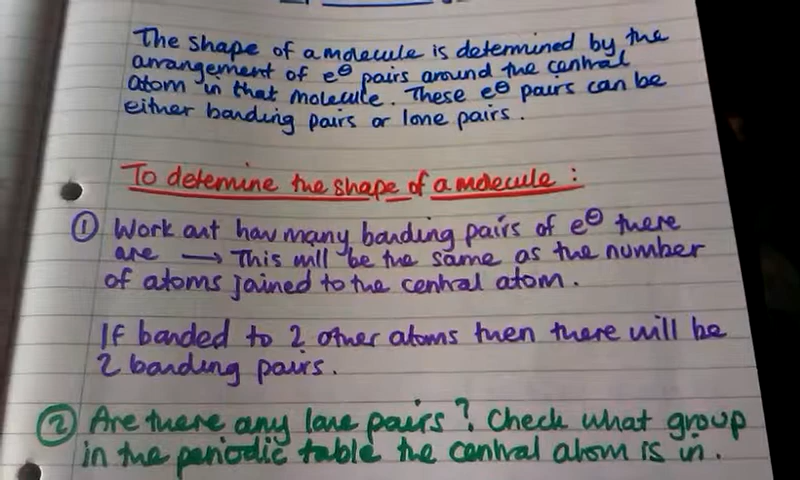 The shape of a molecule is determined by the
arrangement of e⊖ pairs around the central
atom in that molecule. These e⊖ pairs can be
either bonding pairs or lone pairs.
To detemine the shape of a molecule :
① Work out how many bonding pairs of e⊖ there
are → This will be the same as the number
of atoms joined to the central atom.
If bonded to 2 other atoms then there will be
2 bonding pairs.
② Are there any lone pairs? Check what group
in the periodic table the central atom is in.